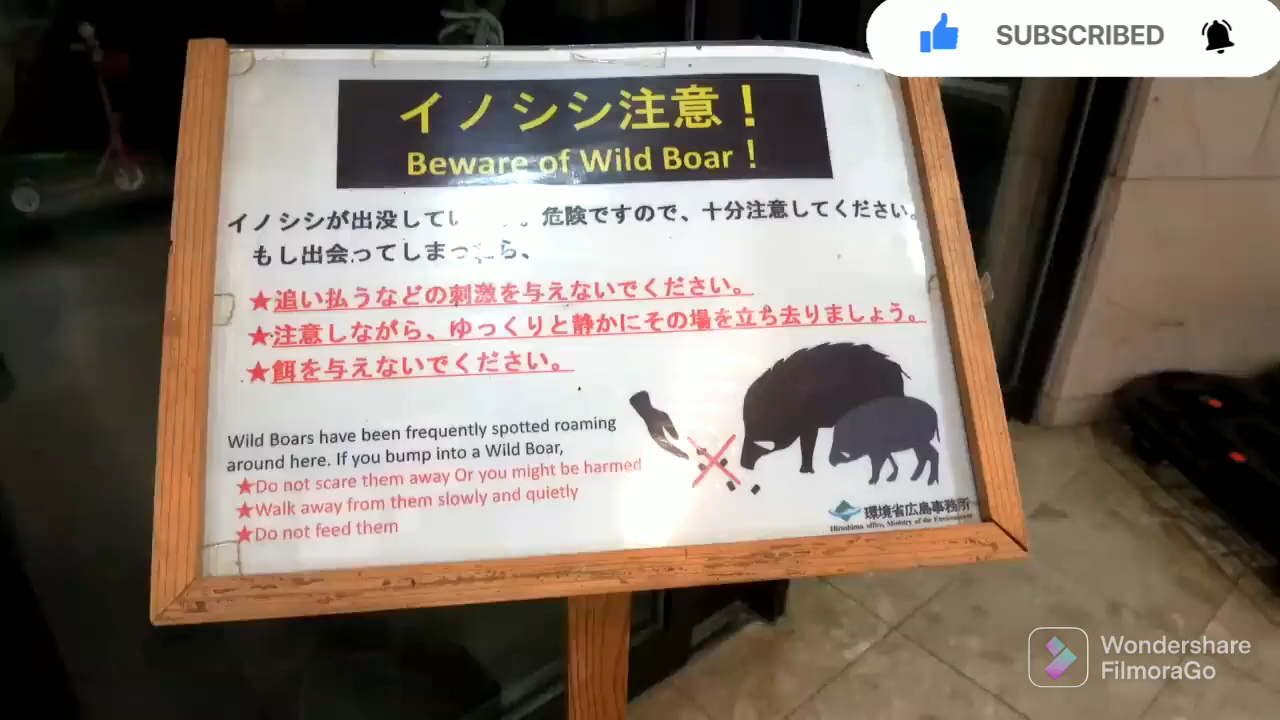 SUBSCRIBED
イノシシ注意！
Beware of Wild Boar！
イノシシが出没して 。危険ですので、十分注意してください。
もし出会ってしまったら、
★追い払うなどの刺激を与えないでください。
★注意しながら、ゆっくりと静かにその場を立ち去りましょう。
★餌を与えないでください。
Wild Boars have been frequently spotted roaming
around here. If you bump into a Wild Boar,
★Do not scare them away Or you might be harmed
★Walk away from them slowly and quietly
★Do not feed them
環境省広島事務所
Hiroshima office, Ministry of the Environment
Wondershare
FilmoraGo